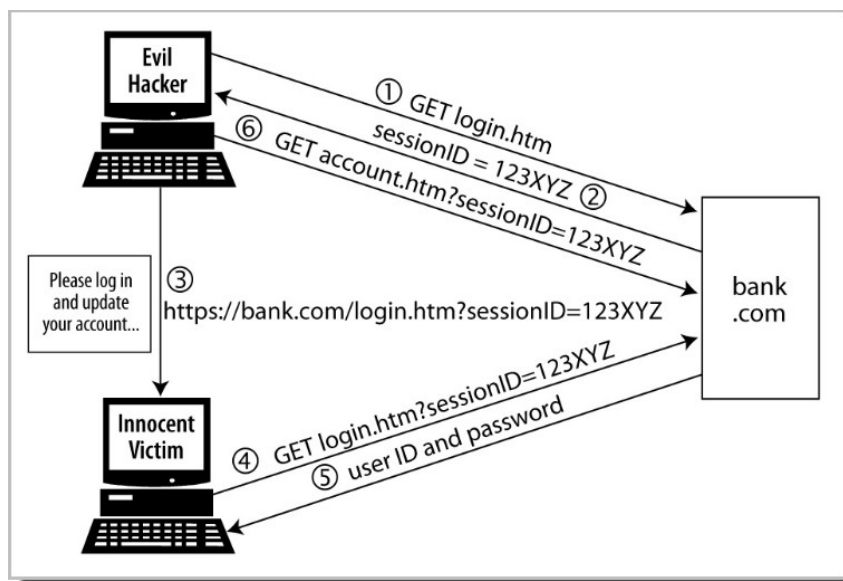 Evil
Hacker
① GET login.htm
sessionID = 123XYZ ②
⑥ GET account.htm?sessionID=123XYZ
Please log in
and update
your account...
③
https://bank.com/login.htm?sessionID=123XYZ
bank
.com
Innocent
Victim
④ GET login.htm?sessionID=123XYZ
⑤ user ID and password